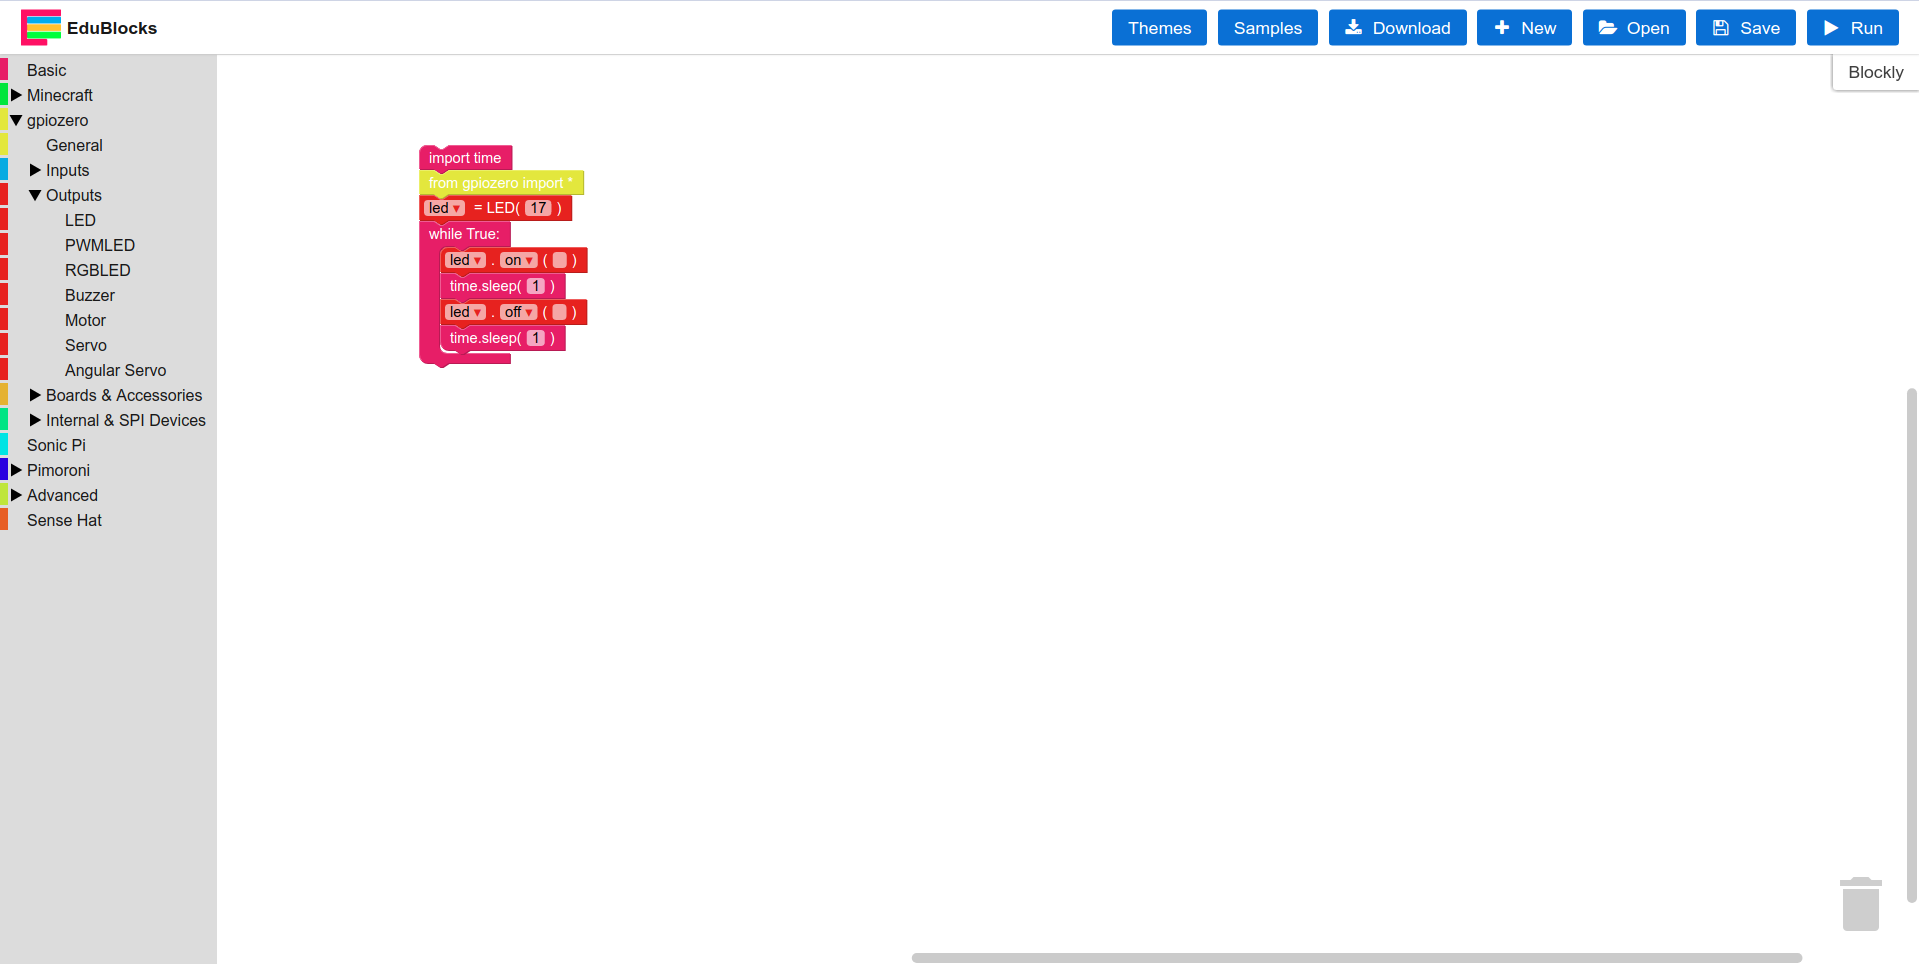 EduBlocks
Themes
Samples
Download
New
Open
Save
Run
Blockly
Basic
Minecraft
gpiozero
General
Inputs
Outputs
LED
PWMLED
RGBLED
Buzzer
Motor
Servo
Angular Servo
Boards & Accessories
Internal & SPI Devices
Sonic Pi
Pimoroni
Advanced
Sense Hat
import time
from gpiozero import *
led = LED( 17 )
while True:
led . on ( )
time.sleep( 1 )
led . off ( )
time.sleep( 1 )